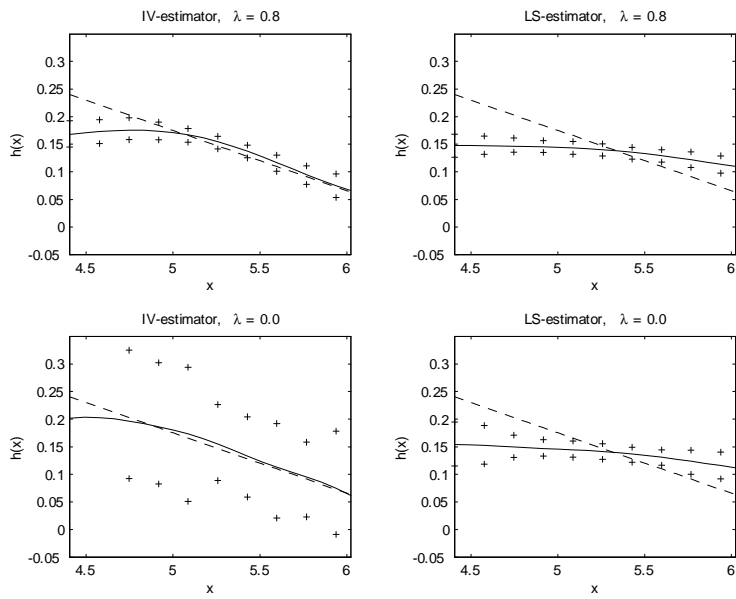 IV-estimator, λ = 0.8
h(x)
0.3
0.25
0.2
0.15
0.1
0.05
0
-0.05
4.5 5 5.5 6
x
LS-estimator, λ = 0.8
h(x)
0.3
0.25
0.2
0.15
0.1
0.05
0
-0.05
4.5 5 5.5 6
x
IV-estimator, λ = 0.0
h(x)
0.3
0.25
0.2
0.15
0.1
0.05
0
-0.05
4.5 5 5.5 6
x
LS-estimator, λ = 0.0
h(x)
0.3
0.25
0.2
0.15
0.1
0.05
0
-0.05
4.5 5 5.5 6
x